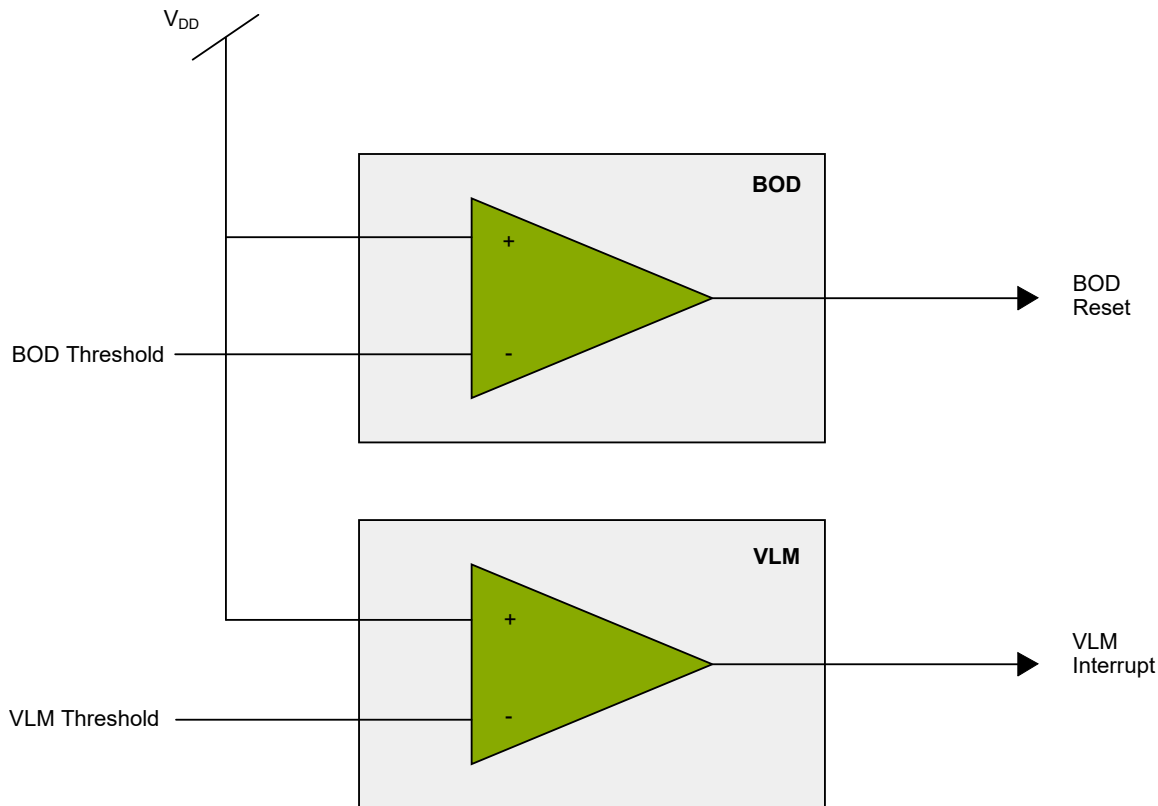 VDD
BOD
+
BOD
Reset
BOD Threshold
-
VLM
+
VLM
Interrupt
VLM Threshold
-